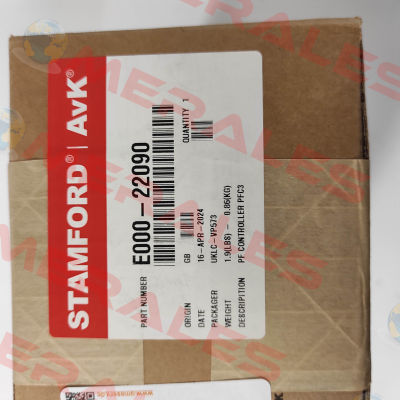 STAMFORD® | AvK®
PART NUMBER
E000-22090
ORIGIN GB QUANTITY 1
DATE 16-APR-2024
PACKAGER UKLC-VP573
WEIGHT 1.9(LBS) - 0.86(KG)
DESCRIPTION PF CONTROLLER PFC3
MERALES